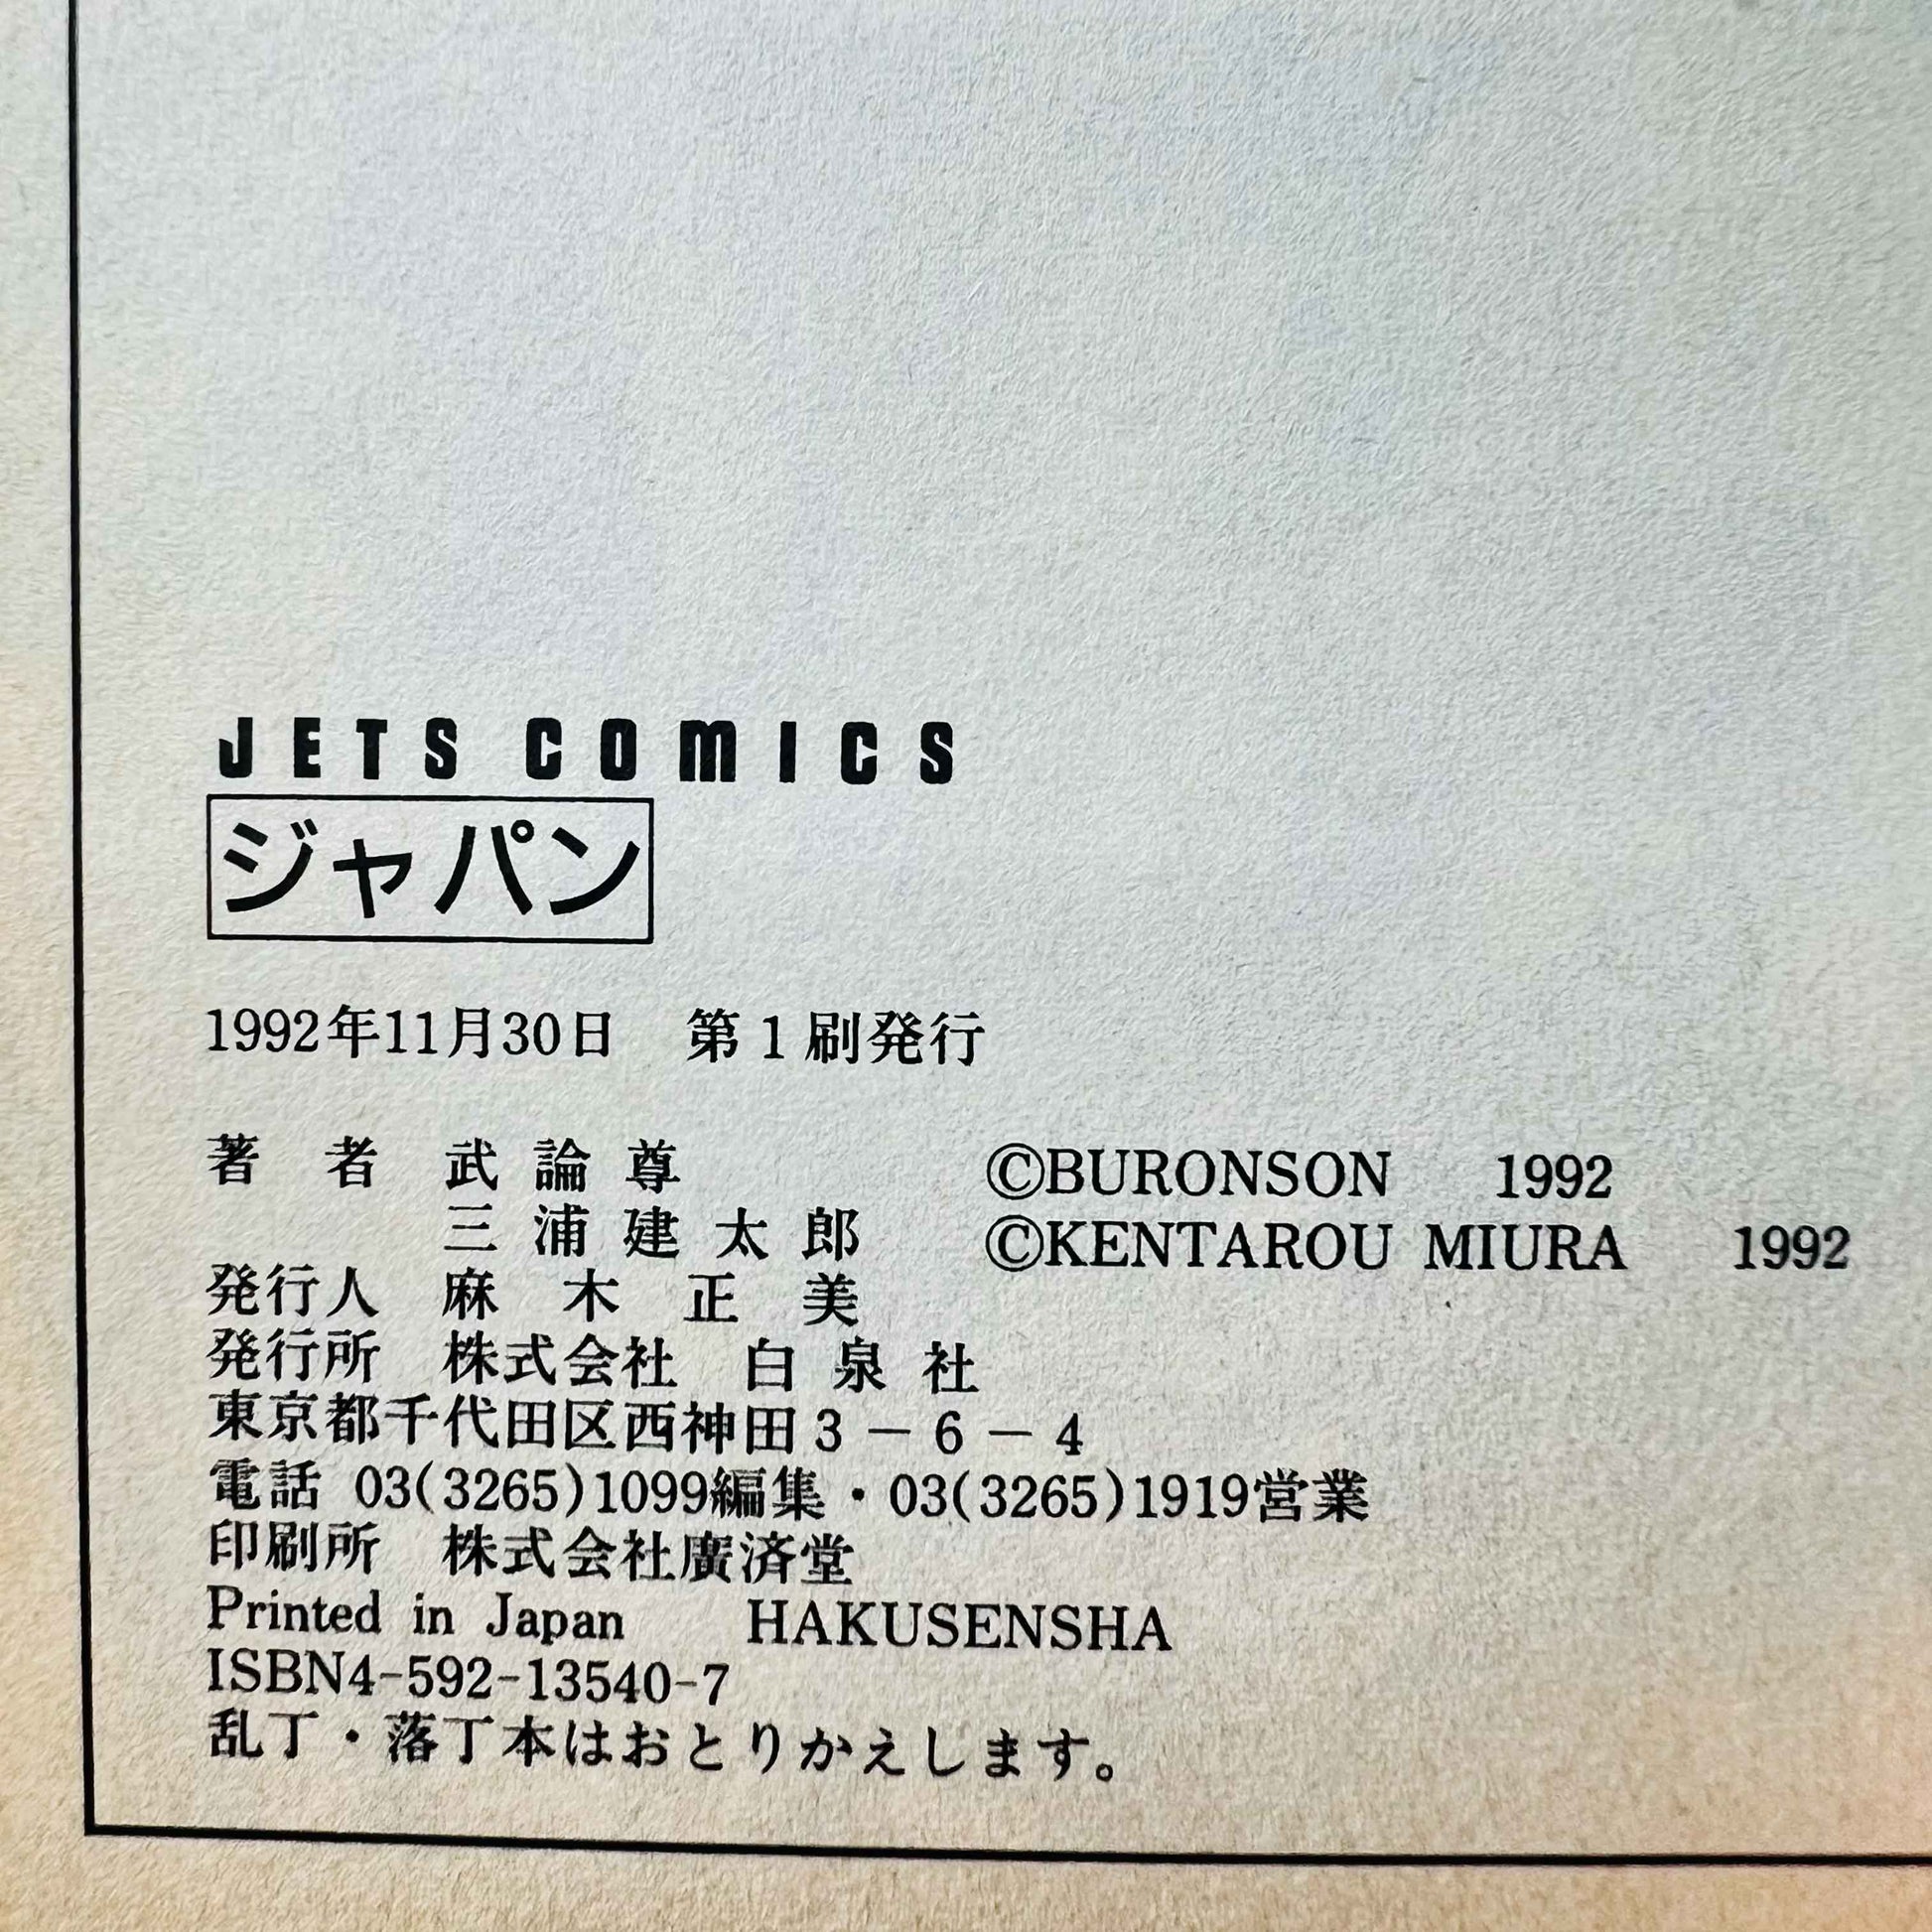 JETS COMICS
ジャパン
1992年11月30日　第1刷発行
著　者　武論尊　©BURONSON　1992
三浦建太郎　©KENTAROU MIURA　1992
発行人　麻木正美
発行所　株式会社　白泉社
東京都千代田区西神田3－6－4
電話 03(3265)1099編集・03(3265)1919営業
印刷所　株式会社廣済堂
Printed in Japan　HAKUSENSHA
ISBN4-592-13540-7
乱丁・落丁本はおとりかえします。